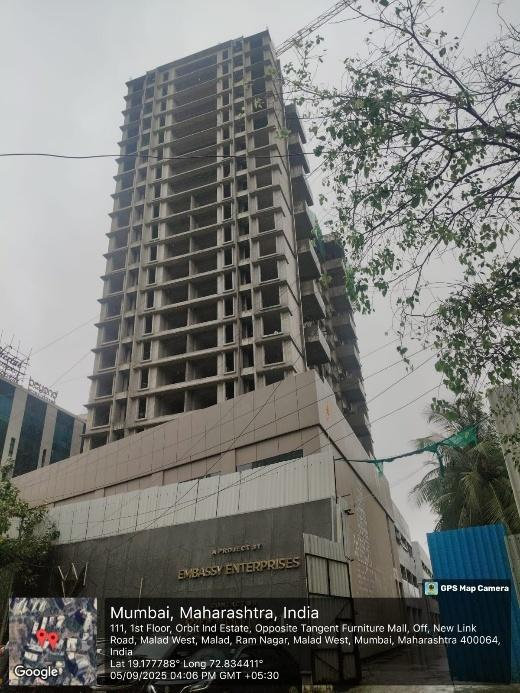 beyond
A PROJECT BY
EMBASSY ENTERPRISES
GPS Map Camera
Mumbai, Maharashtra, India
111, 1st Floor, Orbit Ind Estate, Opposite Tangent Furniture Mall, Off, New Link
Road, Malad West, Malad, Ram Nagar, Malad West, Mumbai, Maharashtra 400064,
India
Lat 19.177788° Long 72.834411°
05/09/2025 04:06 PM GMT +05:30
Google